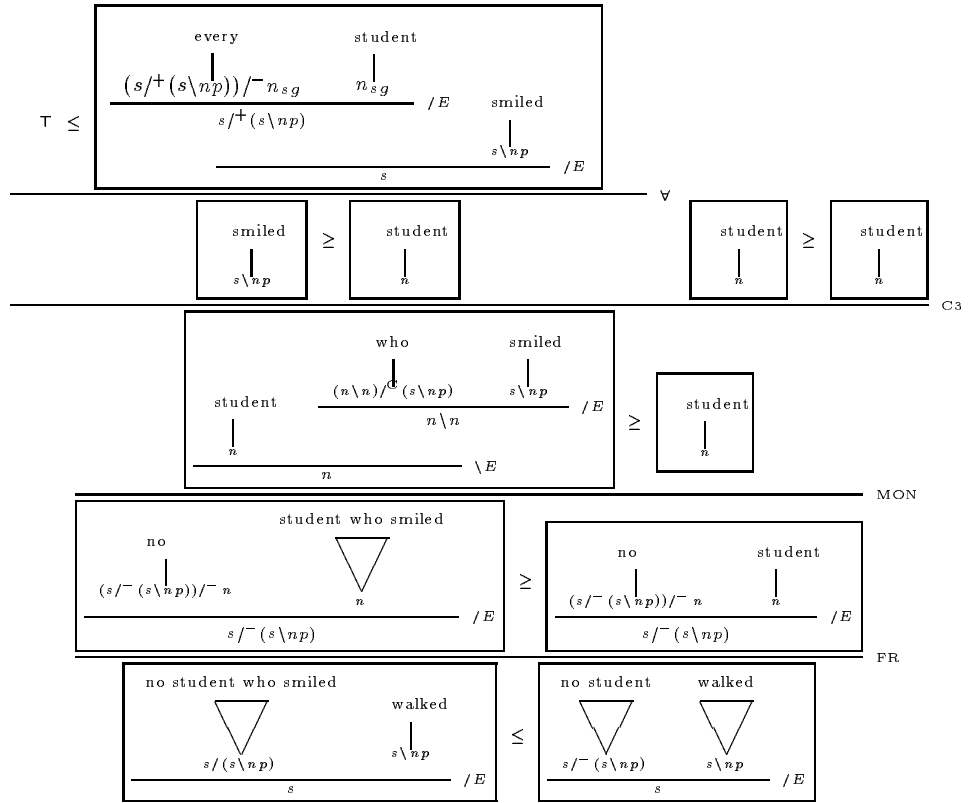 every student
(s/⁺(s\np))/⁻n_sg n_sg /E smiled
⊤ ≤ s/⁺(s\np)
s\np
/E
s
∀
smiled ≥ student student ≥ student
s\np n n n
C3
who smiled
(n\n)/ᶜ(s\np) s\np
student /E student
n\n ≥
n n
\E
n
MON
student who smiled
no no student
(s/⁻(s\np))/⁻n n ≥ (s/⁻(s\np))/⁻n n
/E /E
s/⁻(s\np) s/⁻(s\np)
FR
no student who smiled no student walked
walked
≤
s/(s\np) s\np s/⁻(s\np) s\np
/E /E
s s